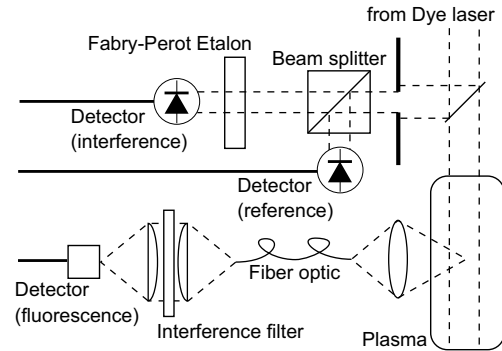 from Dye laser
Fabry-Perot Etalon
Beam splitter
Detector
(interference)
Detector
(reference)
Fiber optic
Detector
(fluorescence)
Interference filter
Plasma